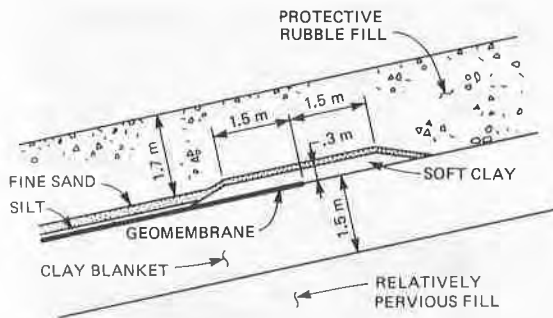 PROTECTIVE
RUBBLE FILL
1.5 m
1.5 m
1.7 m
.3 m
FINE SAND
SILT
SOFT CLAY
GEOMEMBRANE
1.5 m
CLAY BLANKET
RELATIVELY
PERVIOUS FILL